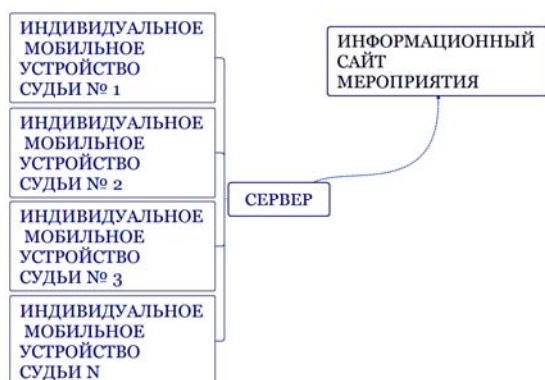 ИНДИВИДУАЛЬНОЕ
МОБИЛЬНОЕ
УСТРОЙСТВО
СУДЬИ № 1
ИНДИВИДУАЛЬНОЕ
МОБИЛЬНОЕ
УСТРОЙСТВО
СУДЬИ № 2
ИНДИВИДУАЛЬНОЕ
МОБИЛЬНОЕ
УСТРОЙСТВО
СУДЬИ № 3
ИНДИВИДУАЛЬНОЕ
МОБИЛЬНОЕ
УСТРОЙСТВО
СУДЬИ N
СЕРВЕР
ИНФОРМАЦИОННЫЙ
САЙТ
МЕРОПРИЯТИЯ